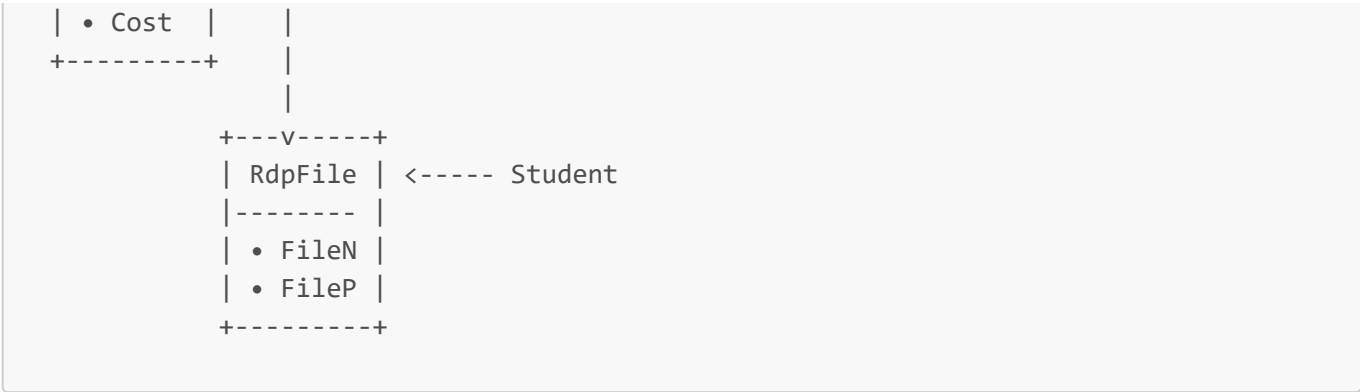 | • Cost  |    |
+---------+    |
               |
          +---v-----+
          | RdpFile | <----- Student
          |-------- |
          | • FileN |
          | • FileP |
          +---------+